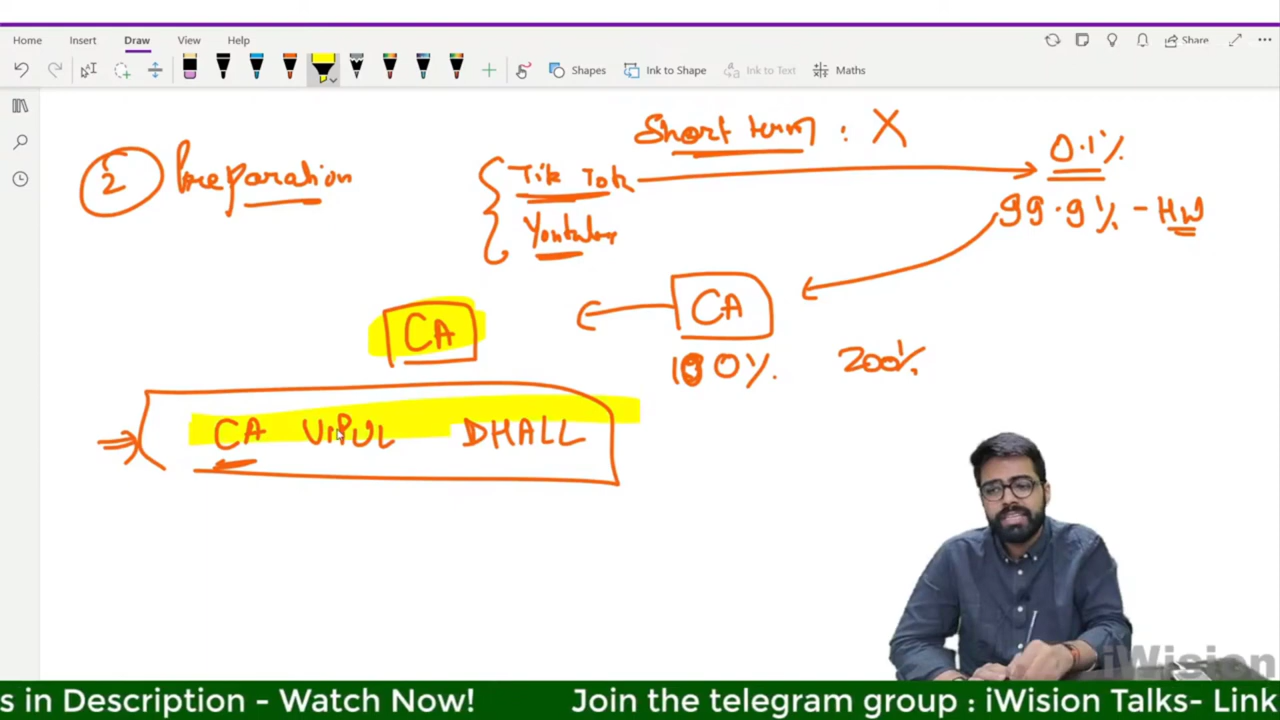 Home Insert Draw View Help
Share
Shapes Ink to Shape Ink to Text Maths
Short term : X
2 Preparation
Tik Tok 0.1%
Youtuber 99.9% - HW
CA
CA
100% 200%
CA VIPUL DHALL
iWision
s in Description - Watch Now! Join the telegram group : iWision Talks- Link